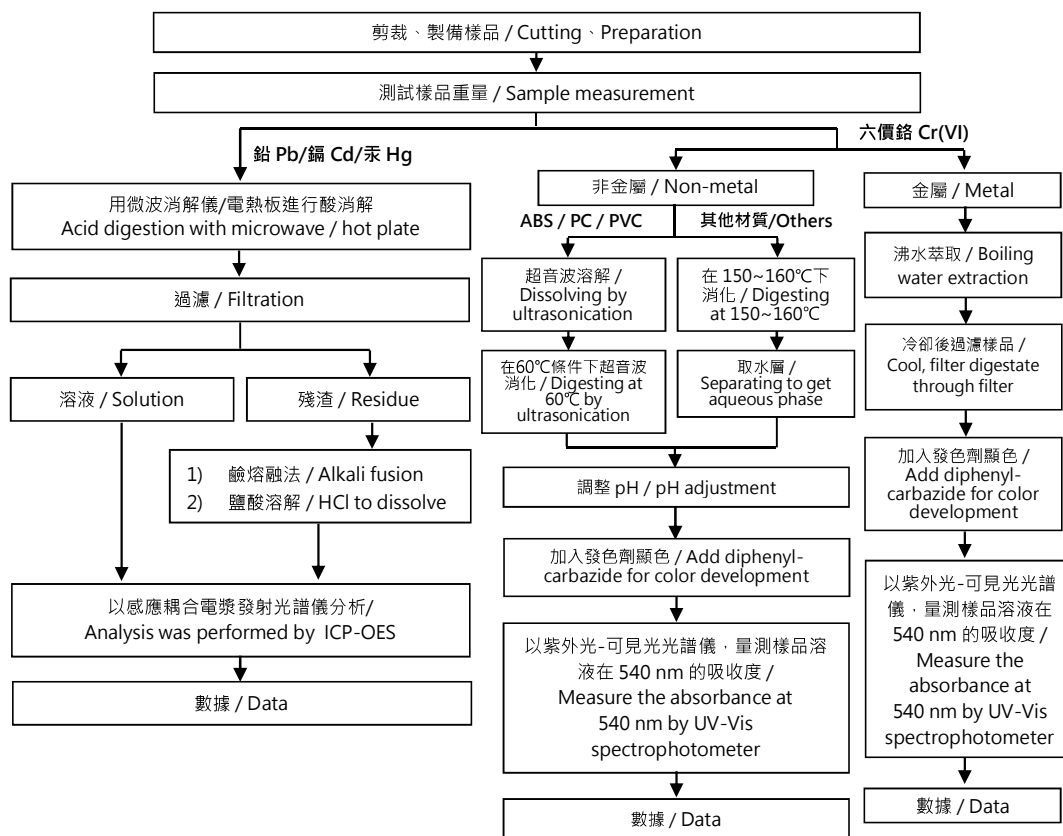 剪裁、製備樣品 / Cutting、Preparation
測試樣品重量 / Sample measurement
鉛 Pb/鎘 Cd/汞 Hg
用微波消解儀/電熱板進行酸消解
Acid digestion with microwave / hot plate
過濾 / Filtration
溶液 / Solution
殘渣 / Residue
1) 鹼熔融法 / Alkali fusion
2) 鹽酸溶解 / HCl to dissolve
以感應耦合電漿發射光譜儀分析/
Analysis was performed by ICP-OES
數據 / Data
六價鉻 Cr(VI)
非金屬 / Non-metal
ABS / PC / PVC
超音波溶解 /
Dissolving by
ultrasonication
在60℃條件下超音波
消化 / Digesting at
60℃ by
ultrasonication
其他材質/Others
在 150~160℃下
消化 / Digesting
at 150~160℃
取水層 /
Separating to get
aqueous phase
調整 pH / pH adjustment
加入發色劑顯色 / Add diphenyl-
carbazide for color development
以紫外光-可見光光譜儀，量測樣品溶
液在 540 nm 的吸收度 /
Measure the absorbance at
540 nm by UV-Vis
spectrophotometer
數據 / Data
金屬 / Metal
沸水萃取 / Boiling
water extraction
冷卻後過濾樣品 /
Cool, filter digestate
through filter
加入發色劑顯色 /
Add diphenyl-
carbazide for color
development
以紫外光-可見光光譜
儀，量測樣品溶液在
540 nm 的吸收度 /
Measure the
absorbance at
540 nm by UV-Vis
spectrophotometer
數據 / Data